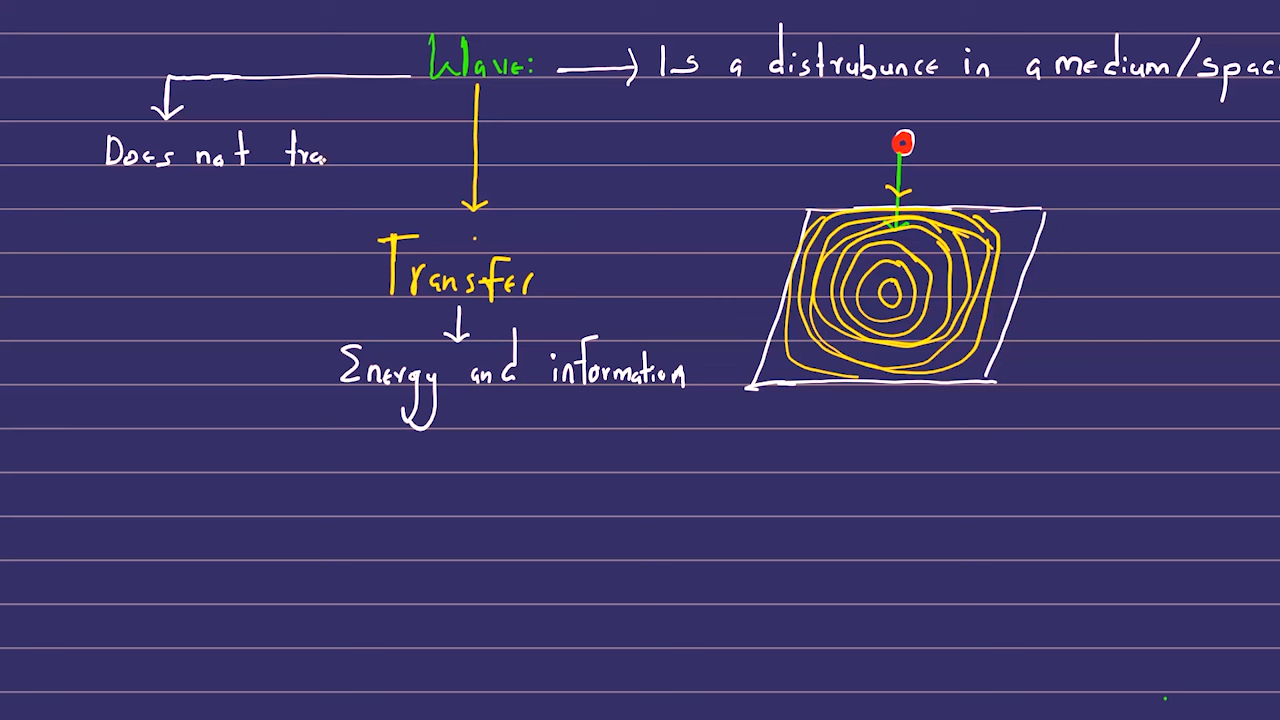 Wave: → Is a distrubunce in a medium/spac
Does not tra
Transfer
Energy and information